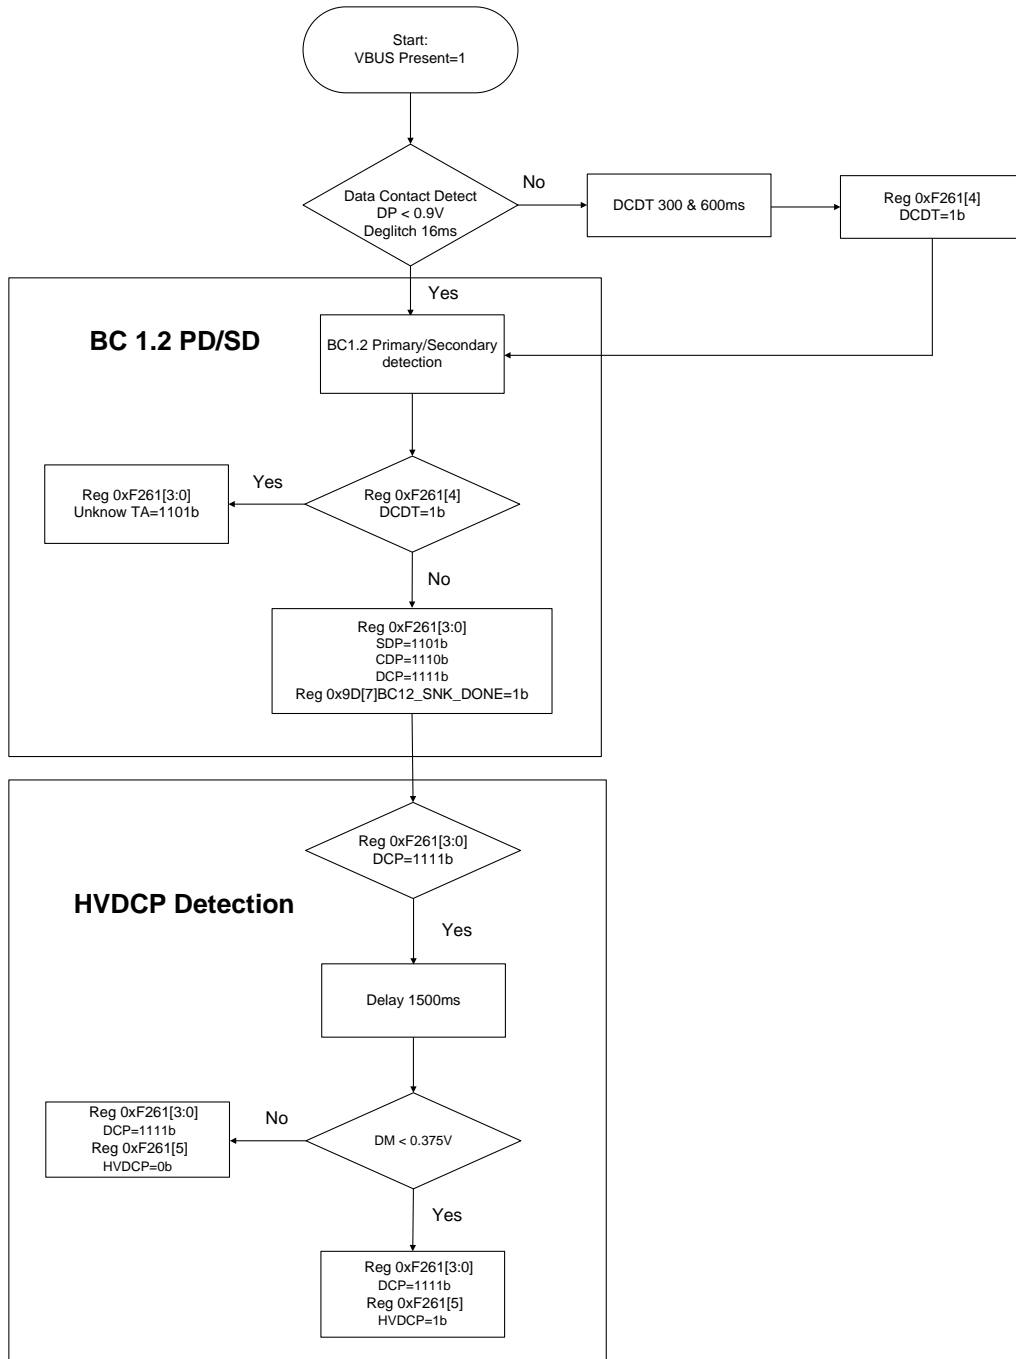 Start:
VBUS Present=1
Data Contact Detect
DP < 0.9V
Deglitch 16ms
No
DCDT 300 & 600ms
Reg 0xF261[4]
DCDT=1b
Yes
BC 1.2 PD/SD
BC1.2 Primary/Secondary
detection
Reg 0xF261[4]
DCDT=1b
Yes
Reg 0xF261[3:0]
Unknow TA=1101b
No
Reg 0xF261[3:0]
SDP=1101b
CDP=1110b
DCP=1111b
Reg 0x9D[7]BC12_SNK_DONE=1b
HVDCP Detection
Reg 0xF261[3:0]
DCP=1111b
Yes
Delay 1500ms
DM < 0.375V
No
Reg 0xF261[3:0]
DCP=1111b
Reg 0xF261[5]
HVDCP=0b
Yes
Reg 0xF261[3:0]
DCP=1111b
Reg 0xF261[5]
HVDCP=1b